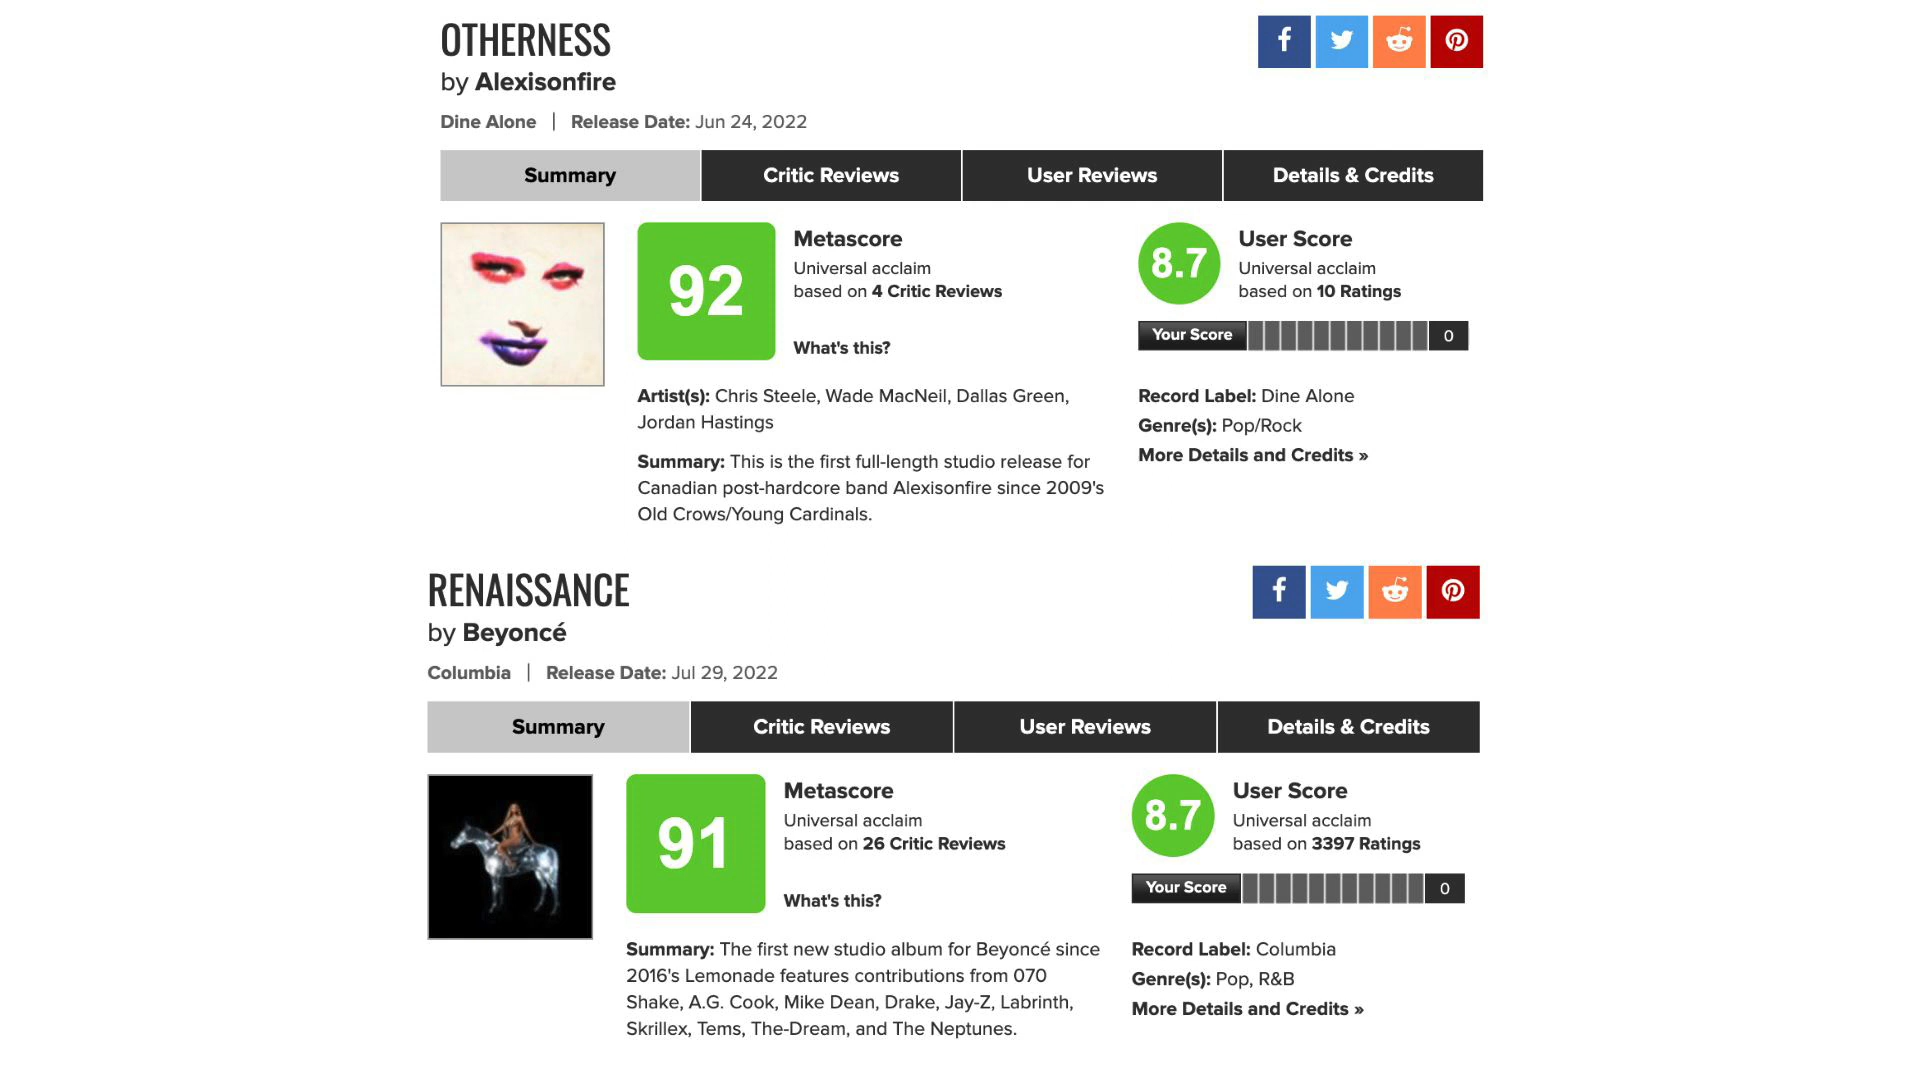 OTHERNESS
by Alexisonfire
Dine Alone | Release Date: Jun 24, 2022
Summary Critic Reviews User Reviews Details & Credits
92
Metascore
Universal acclaim
based on 4 Critic Reviews
What's this?
8.7
User Score
Universal acclaim
based on 10 Ratings
Your Score 0
Artist(s): Chris Steele, Wade MacNeil, Dallas Green,
Jordan Hastings
Summary: This is the first full-length studio release for
Canadian post-hardcore band Alexisonfire since 2009's
Old Crows/Young Cardinals.
Record Label: Dine Alone
Genre(s): Pop/Rock
More Details and Credits »
RENAISSANCE
by Beyoncé
Columbia | Release Date: Jul 29, 2022
Summary Critic Reviews User Reviews Details & Credits
91
Metascore
Universal acclaim
based on 26 Critic Reviews
What's this?
8.7
User Score
Universal acclaim
based on 3397 Ratings
Your Score 0
Summary: The first new studio album for Beyoncé since
2016's Lemonade features contributions from 070
Shake, A.G. Cook, Mike Dean, Drake, Jay-Z, Labrinth,
Skrillex, Tems, The-Dream, and The Neptunes.
Record Label: Columbia
Genre(s): Pop, R&B
More Details and Credits »